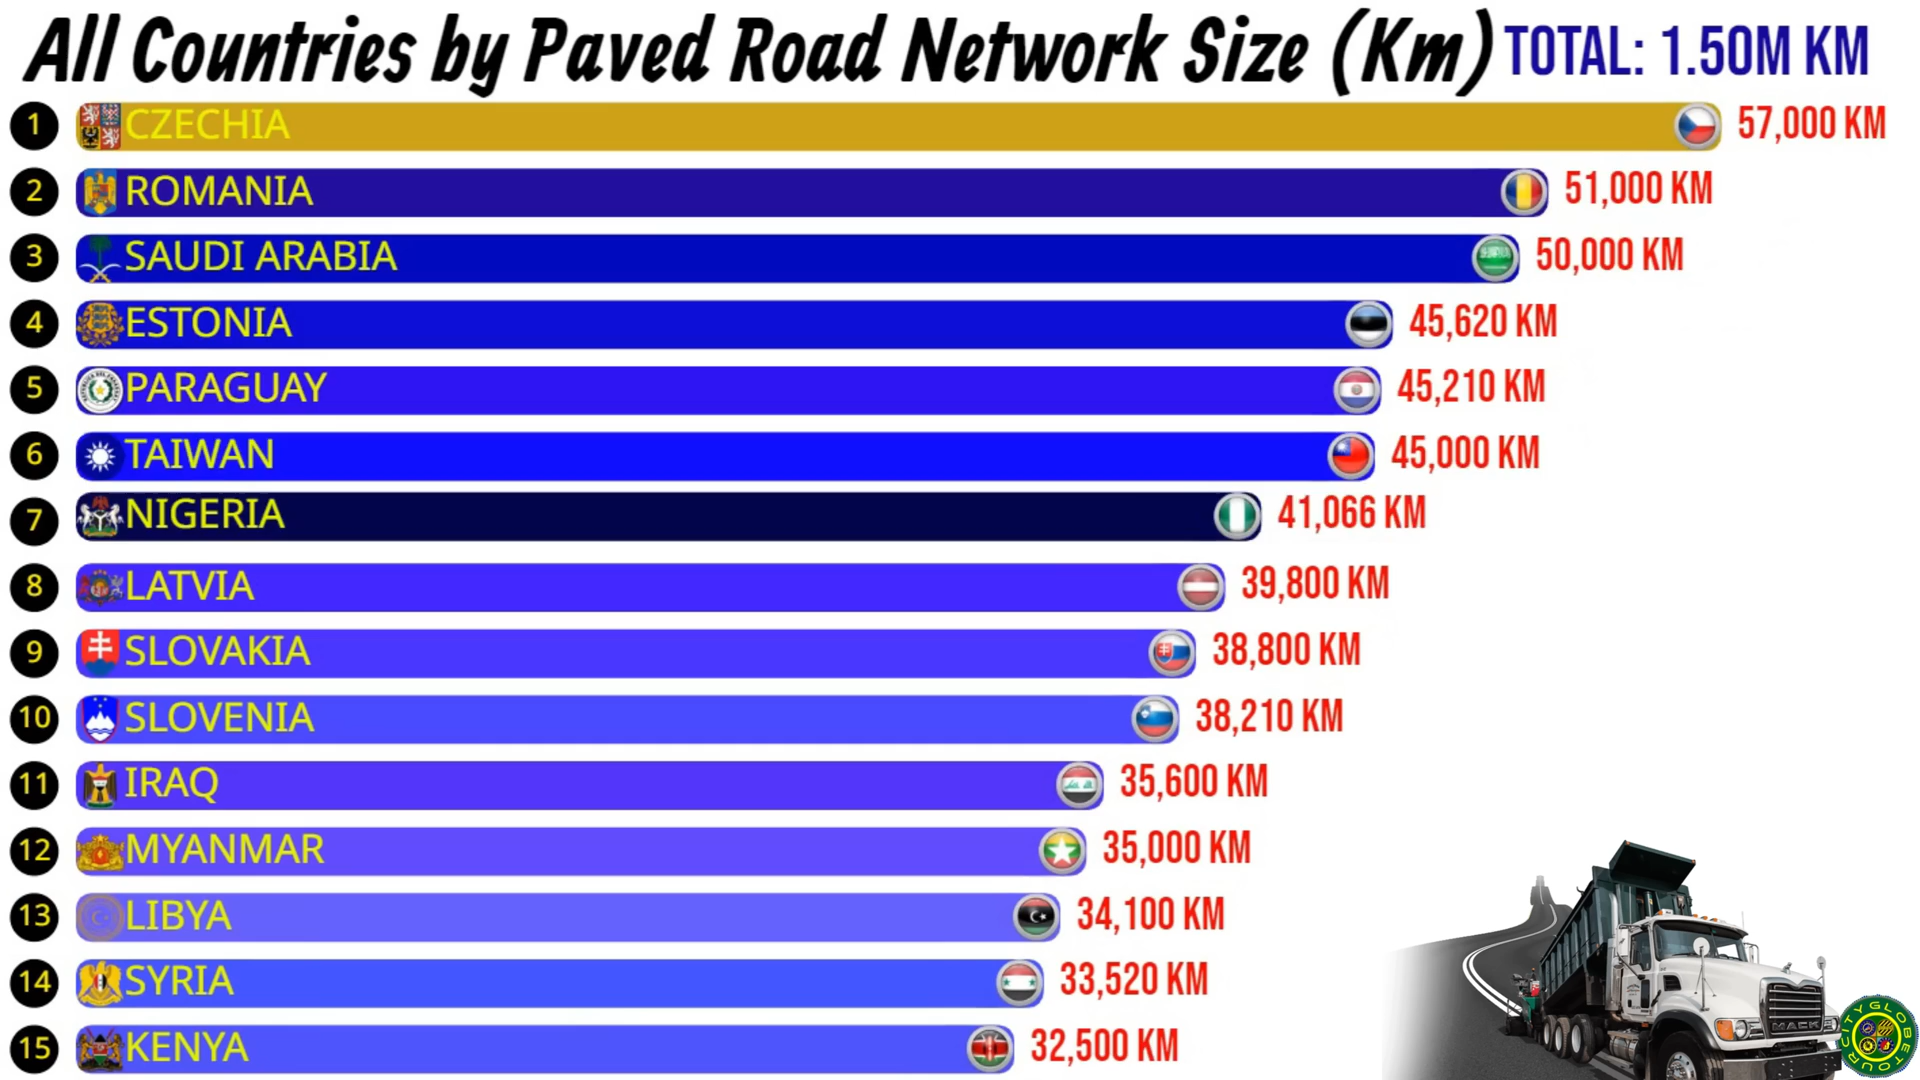 All Countries by Paved Road Network Size (Km) TOTAL: 1.50M KM
1 CZECHIA 57,000 KM
2 ROMANIA 51,000 KM
3 SAUDI ARABIA 50,000 KM
4 ESTONIA 45,620 KM
5 PARAGUAY 45,210 KM
6 TAIWAN 45,000 KM
7 NIGERIA 41,066 KM
8 LATVIA 39,800 KM
9 SLOVAKIA 38,800 KM
10 SLOVENIA 38,210 KM
11 IRAQ 35,600 KM
12 MYANMAR 35,000 KM
13 LIBYA 34,100 KM
14 SYRIA 33,520 KM
15 KENYA 32,500 KM
MACK
CITY GLOBETOUR